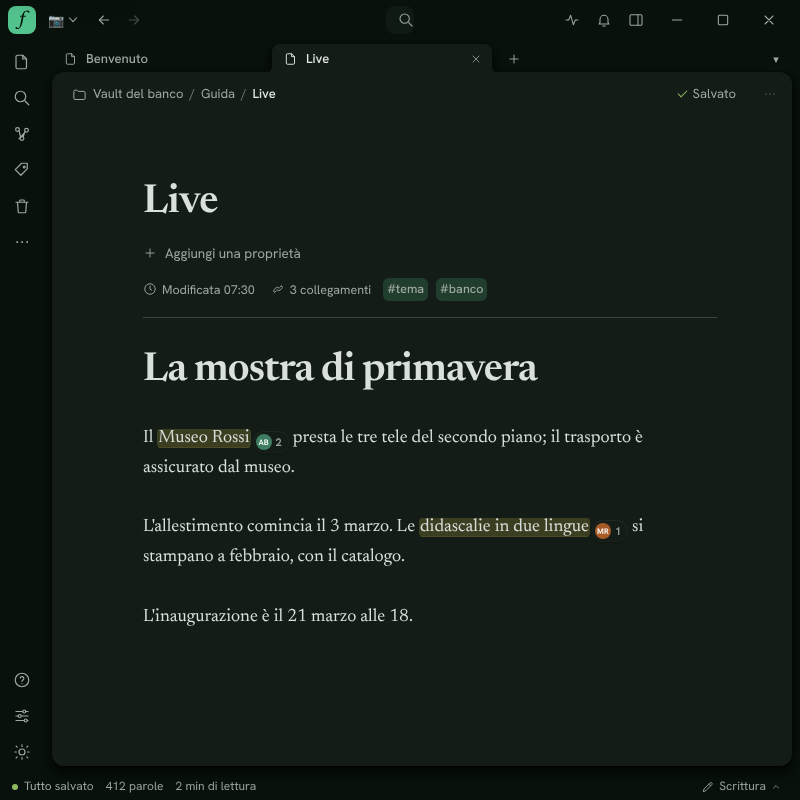 f
Benvenuto
Live
Vault del banco / Guida / Live
Salvato
Live
Aggiungi una proprietà
Modificata 07:30
3 collegamenti
#tema
#banco
La mostra di primavera
Il Museo Rossi AB 2 presta le tre tele del secondo piano; il trasporto è
assicurato dal museo.
L'allestimento comincia il 3 marzo. Le didascalie in due lingue MR 1 si
stampano a febbraio, con il catalogo.
L'inaugurazione è il 21 marzo alle 18.
Tutto salvato
412 parole
2 min di lettura
Scrittura